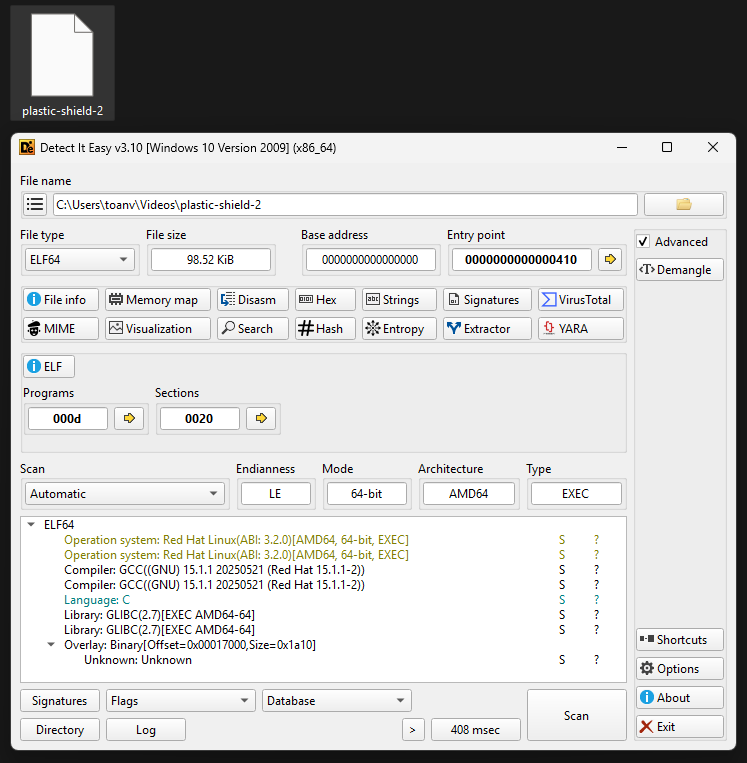 plastic-shield-2
Detect It Easy v3.10 [Windows 10 Version 2009] (x86_64)
File name
C:\Users\toanv\Videos\plastic-shield-2
File type File size Base address Entry point
ELF64 98.52 KiB 0000000000000000 0000000000000410
Advanced
Demangle
File info Memory map Disasm Hex Strings Signatures VirusTotal
MIME Visualization Search Hash Entropy Extractor YARA
ELF
Programs Sections
000d 0020
Scan Endianness Mode Architecture Type
Automatic LE 64-bit AMD64 EXEC
ELF64
Operation system: Red Hat Linux(ABI: 3.2.0)[AMD64, 64-bit, EXEC] S ?
Operation system: Red Hat Linux(ABI: 3.2.0)[AMD64, 64-bit, EXEC] S ?
Compiler: GCC((GNU) 15.1.1 20250521 (Red Hat 15.1.1-2)) S ?
Compiler: GCC((GNU) 15.1.1 20250521 (Red Hat 15.1.1-2)) S ?
Language: C S ?
Library: GLIBC(2.7)[EXEC AMD64-64] S ?
Library: GLIBC(2.7)[EXEC AMD64-64] S ?
Overlay: Binary[Offset=0x00017000,Size=0x1a10]
Unknown: Unknown S ?
Shortcuts
Options
About
Exit
Signatures Flags Database Scan
Directory Log > 408 msec